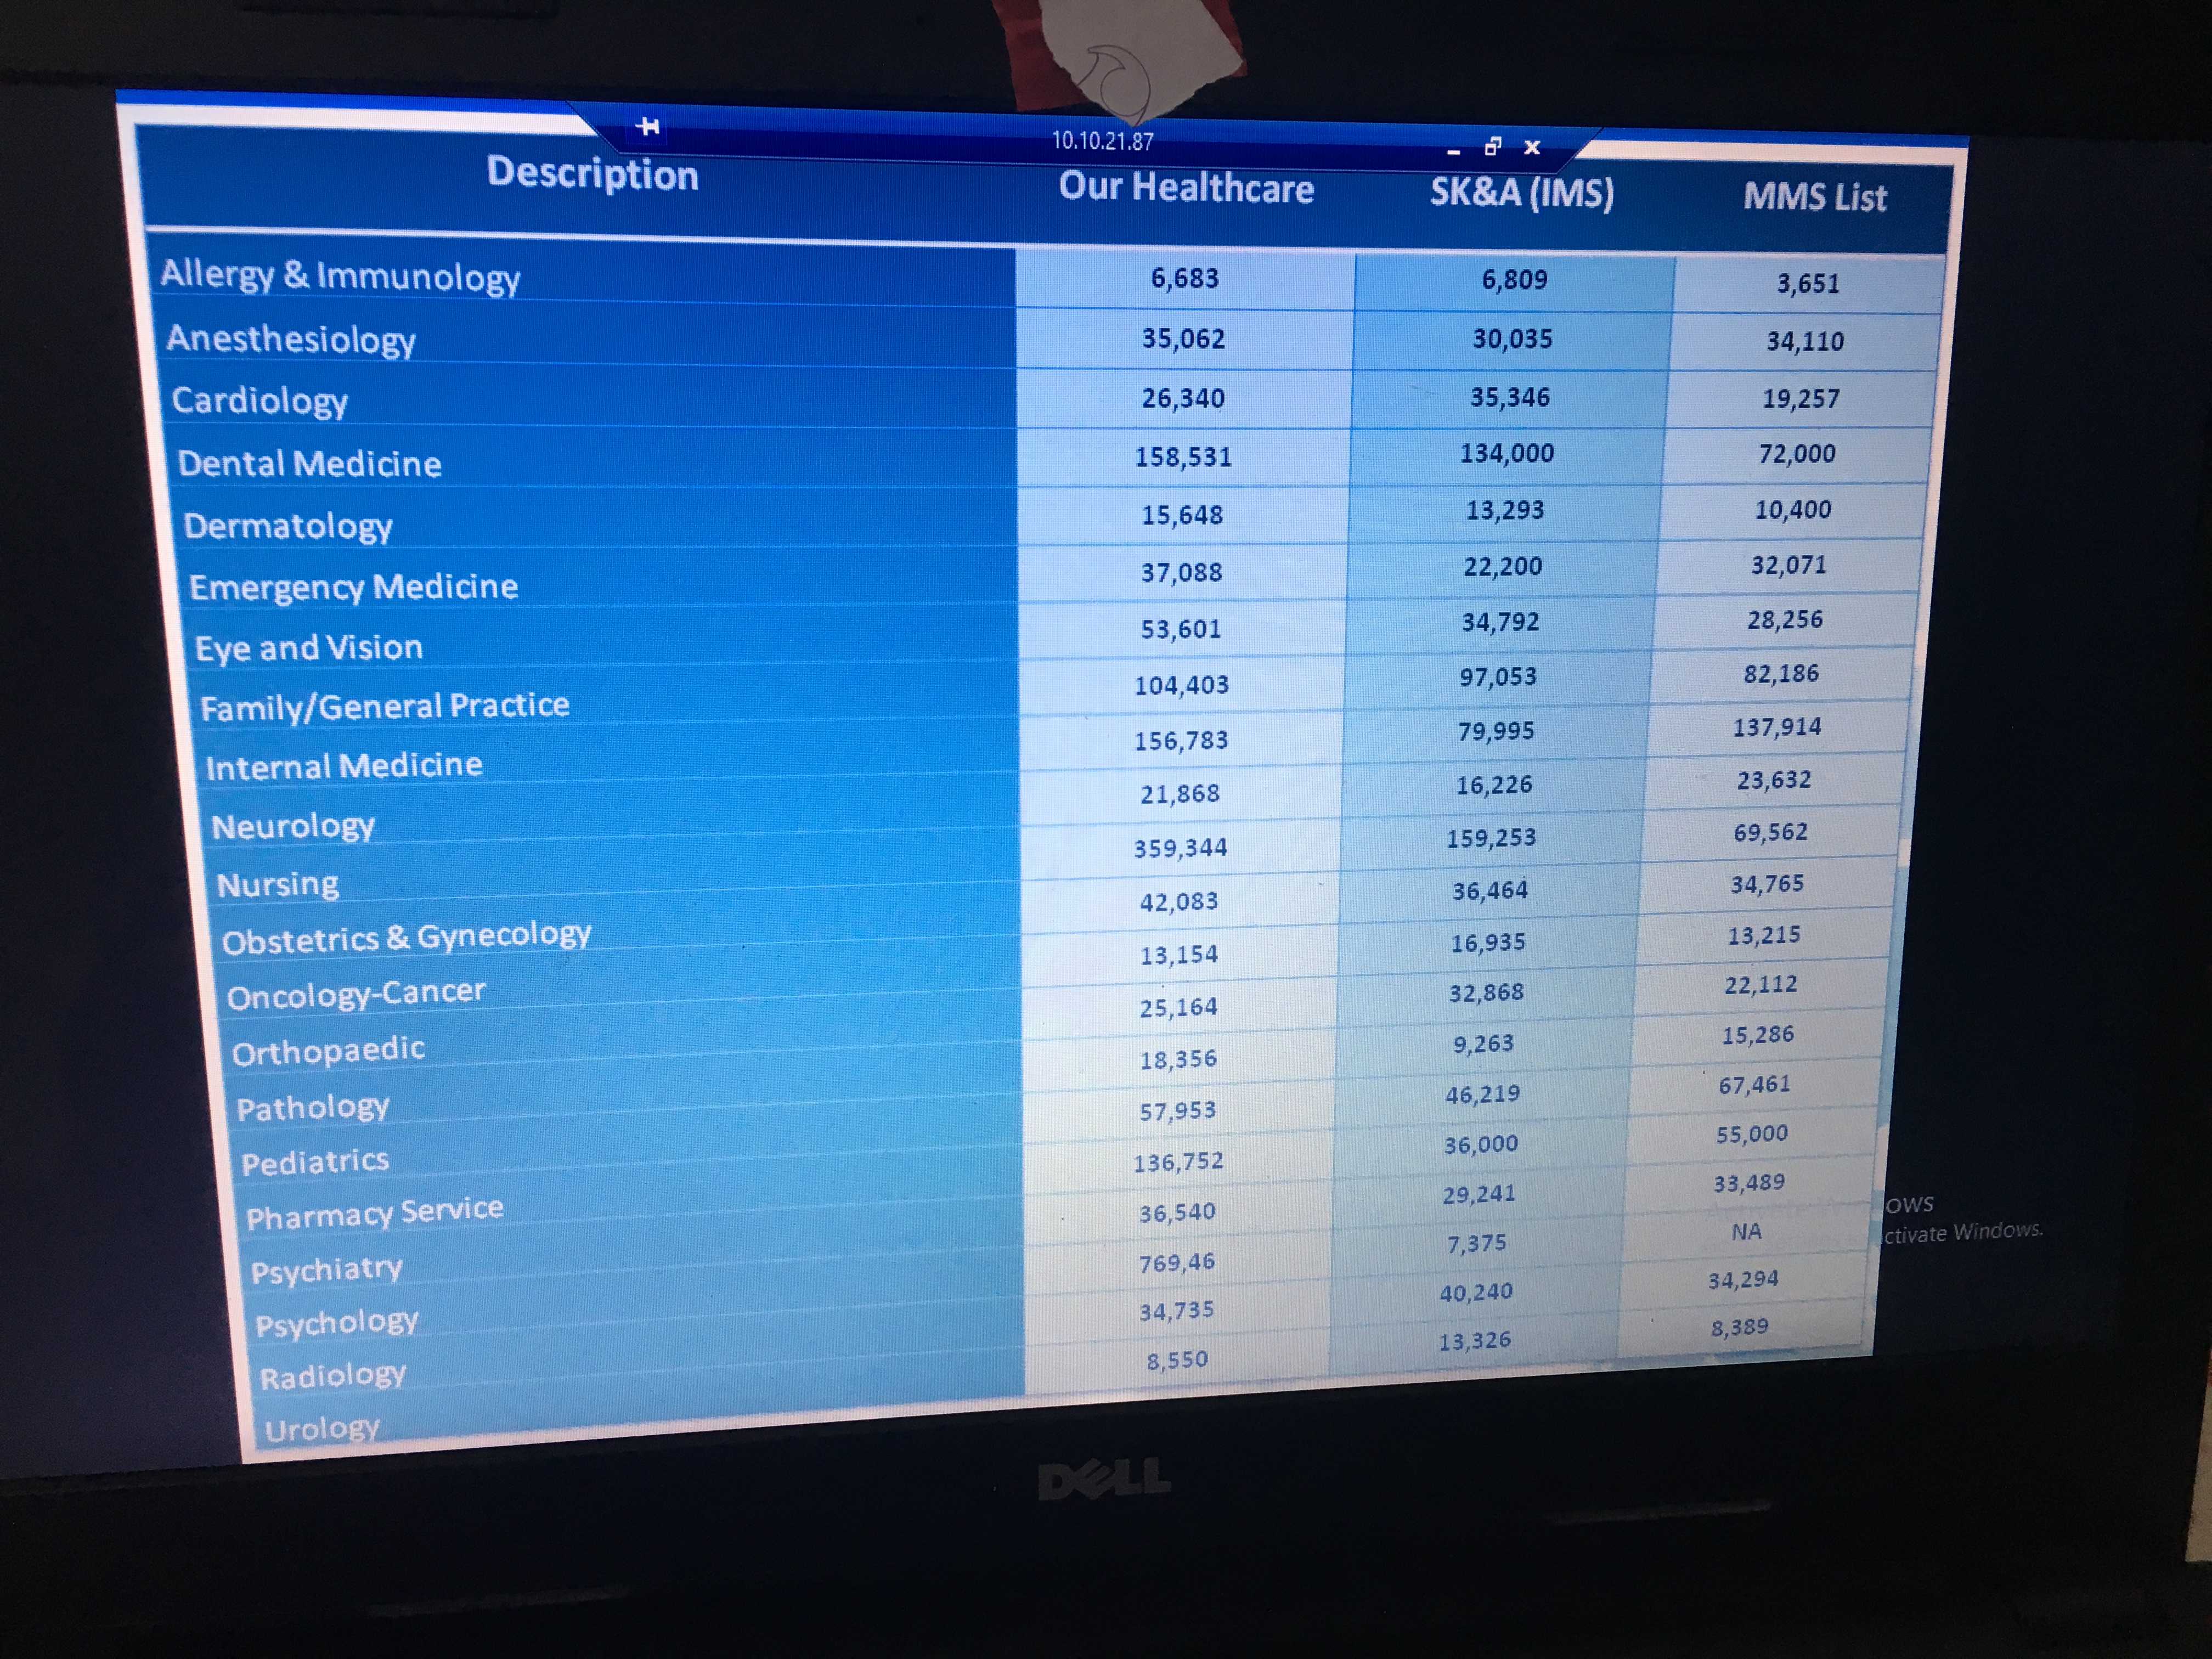 10.10.21.87
Description Our Healthcare SK&A (IMS) MMS List
Allergy & Immunology 6,683 6,809 3,651
Anesthesiology 35,062 30,035 34,110
Cardiology 26,340 35,346 19,257
Dental Medicine 158,531 134,000 72,000
Dermatology 15,648 13,293 10,400
Emergency Medicine 37,088 22,200 32,071
Eye and Vision 53,601 34,792 28,256
Family/General Practice 104,403 97,053 82,186
Internal Medicine 156,783 79,995 137,914
Neurology 21,868 16,226 23,632
Nursing 359,344 159,253 69,562
Obstetrics & Gynecology 42,083 36,464 34,765
Oncology-Cancer 13,154 16,935 13,215
Orthopaedic 25,164 32,868 22,112
Pathology 18,356 9,263 15,286
Pediatrics 57,953 46,219 67,461
Pharmacy Service 136,752 36,000 55,000
Psychiatry 36,540 29,241 33,489
Psychology 769,46 7,375 NA
Radiology 34,735 40,240 34,294
Urology 8,550 13,326 8,389
ows
ctivate Windows.
DELL